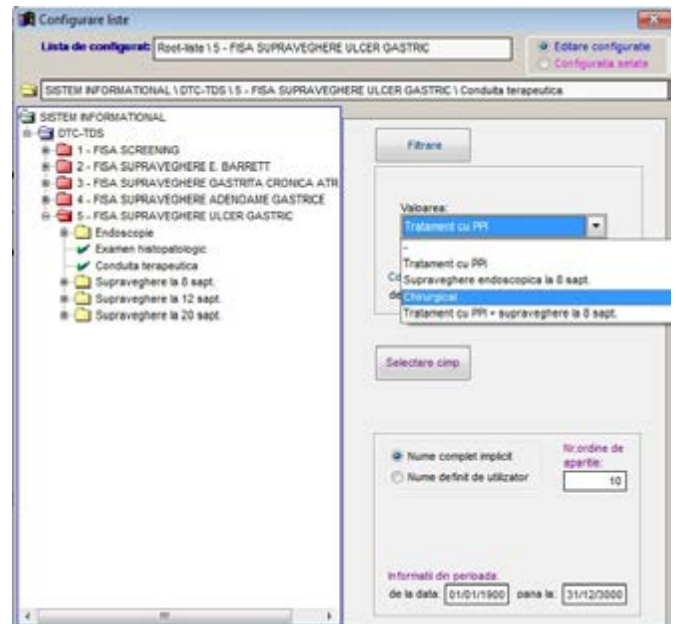 Configurare liste
Lista de configurat: Root-liste \ 5 - FISA SUPRAVEGHERE ULCER GASTRIC
Editare configuratie
Configuratia setata
SISTEM INFORMATIONAL \ DTC-TDS \ 5 - FISA SUPRAVEGHERE ULCER GASTRIC \ Conduita terapeutica
SISTEM INFORMATIONAL
DTC-TDS
1 - FISA SCREENING
2 - FISA SUPRAVEGHERE E. BARRETT
3 - FISA SUPRAVEGHERE GASTRITA CRONICA ATR
4 - FISA SUPRAVEGHERE ADENOAME GASTRICE
5 - FISA SUPRAVEGHERE ULCER GASTRIC
Endoscopie
Examen histopatologic
Conduita terapeutica
Supraveghere la 8 sapt.
Supraveghere la 12 sapt.
Supraveghere la 20 sapt.
Filtrare
Valoarea:
Tratament cu PPI
-
Tratament cu PPI
Supraveghere endoscopica la 8 sapt.
Chirurgical
Tratament cu PPI + supraveghere la 8 sapt.
Co
de
Selectare cimp
Nume complet implicit
Nume definit de utilizator
Nr.ordine de
aparitie:
10
Informatii din perioada:
de la data: 01/01/1900 pana la: 31/12/3000